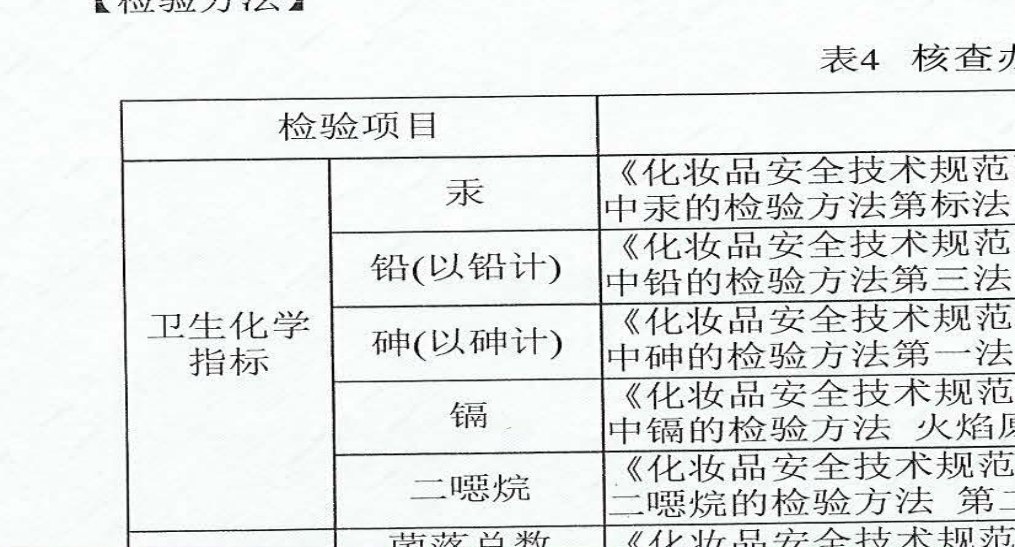 【检验方法】
表4 核查
检验项目
卫生化学
指标
汞
《化妆品安全技术规范
中汞的检验方法第标法
铅(以铅计)
《化妆品安全技术规范
中铅的检验方法第三法
砷(以砷计)
《化妆品安全技术规范
中砷的检验方法第一法
镉
《化妆品安全技术规范
中镉的检验方法 火焰
二噁烷
《化妆品安全技术规范
二噁烷的检验方法 第
菌落总数
《化妆品安全技术规范